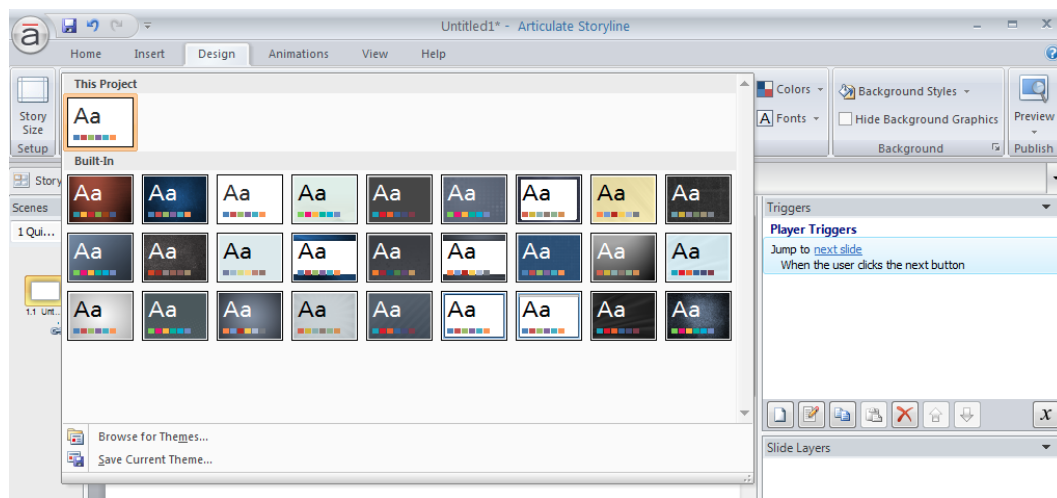 Untitled1* - Articulate Storyline
Home Insert Design Animations View Help
This Project
Aa
Built-In
Aa Aa Aa Aa Aa Aa Aa Aa Aa
Aa Aa Aa Aa Aa Aa Aa Aa Aa
Aa Aa Aa Aa Aa Aa Aa Aa Aa
Browse for Themes...
Save Current Theme...
Story
Size
Setup
Colors
A Fonts
Background Styles
Hide Background Graphics
Background
Preview
Publish
Story
Scenes
1 Qui...
1.1 Unt...
Triggers
Player Triggers
Jump to next slide
When the user clicks the next button
x
Slide Layers